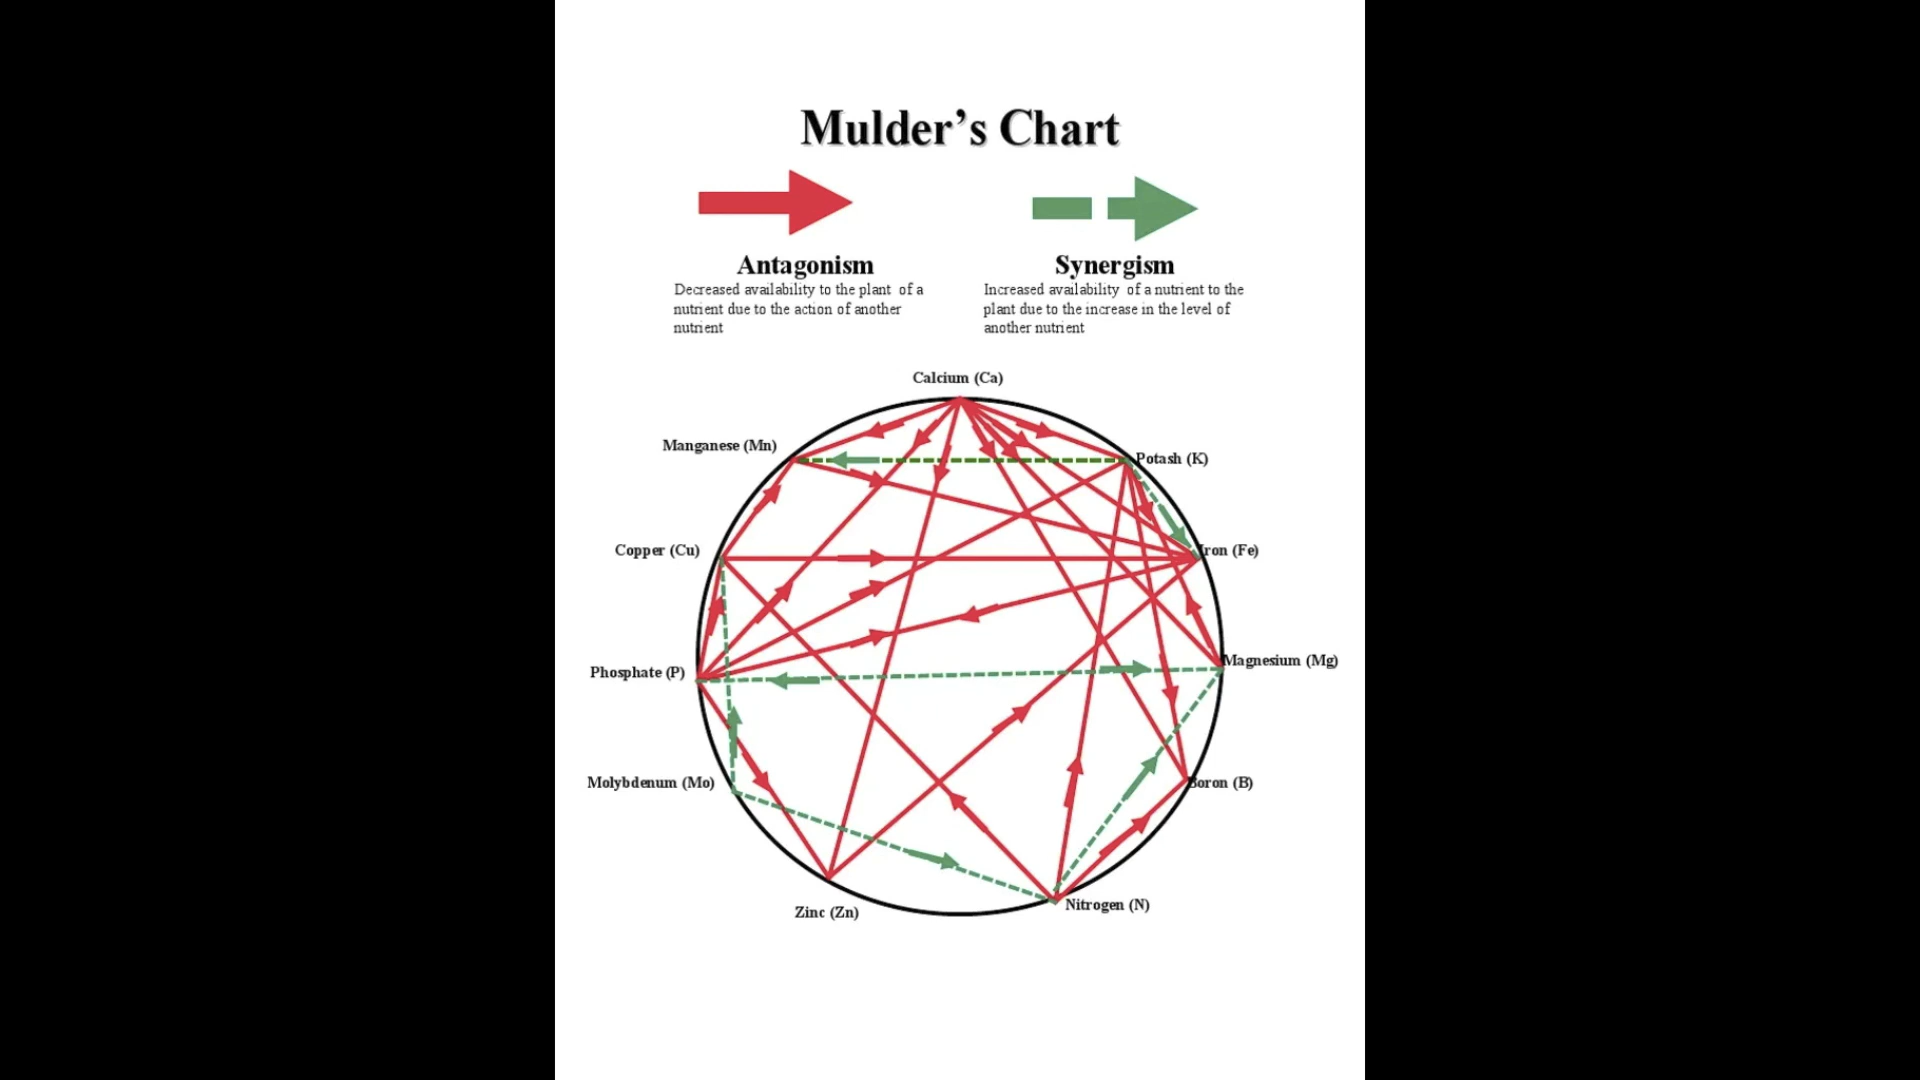 Mulder’s Chart
Antagonism
Decreased availability to the plant of a
nutrient due to the action of another
nutrient
Synergism
Increased availability of a nutrient to the
plant due to the increase in the level of
another nutrient
Calcium (Ca)
Manganese (Mn)
Potash (K)
Copper (Cu)
Iron (Fe)
Phosphate (P)
Magnesium (Mg)
Molybdenum (Mo)
Boron (B)
Zinc (Zn)
Nitrogen (N)